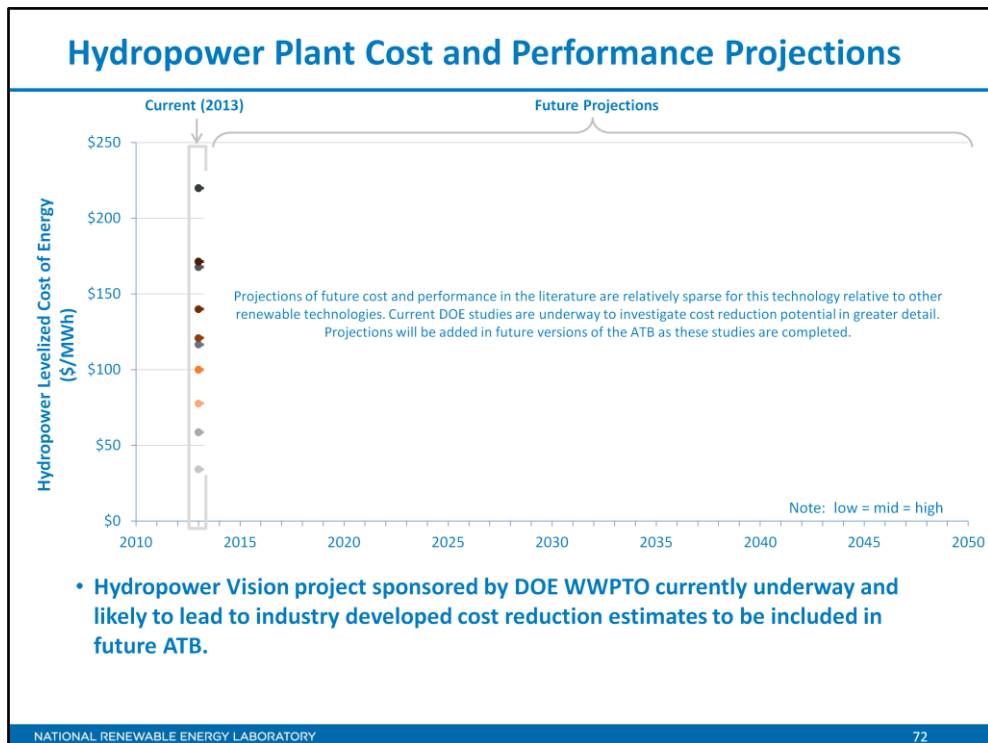 Hydropower Plant Cost and Performance Projections
Current (2013)
Future Projections
Hydropower Levelized Cost of Energy
($/MWh)
$250
$200
$150
$100
$50
$0
Projections of future cost and performance in the literature are relatively sparse for this technology relative to other
renewable technologies. Current DOE studies are underway to investigate cost reduction potential in greater detail.
Projections will be added in future versions of the ATB as these studies are completed.
Note: low = mid = high
2010 2015 2020 2025 2030 2035 2040 2045 2050
• Hydropower Vision project sponsored by DOE WWPTO currently underway and
likely to lead to industry developed cost reduction estimates to be included in
future ATB.
NATIONAL RENEWABLE ENERGY LABORATORY 72